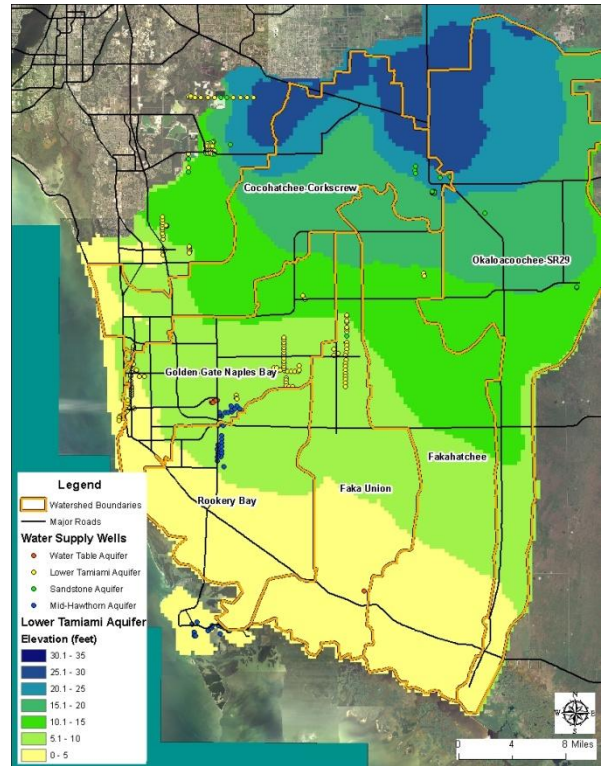 Cocohatchee-Corkscrew
Okaloacoochee-SR29
Golden Gate Naples Bay
Fakahatchee
Faka Union
Rookery Bay
Legend
Watershed Boundaries
Major Roads
Water Supply Wells
Water Table Aquifer
Lower Tamiami Aquifer
Sandstone Aquifer
Mid-Hawthorn Aquifer
Lower Tamiami Aquifer
Elevation (feet)
30.1 - 35
25.1 - 30
20.1 - 25
15.1 - 20
10.1 - 15
5.1 - 10
0 - 5
N
W E
S
0 4 8 Miles